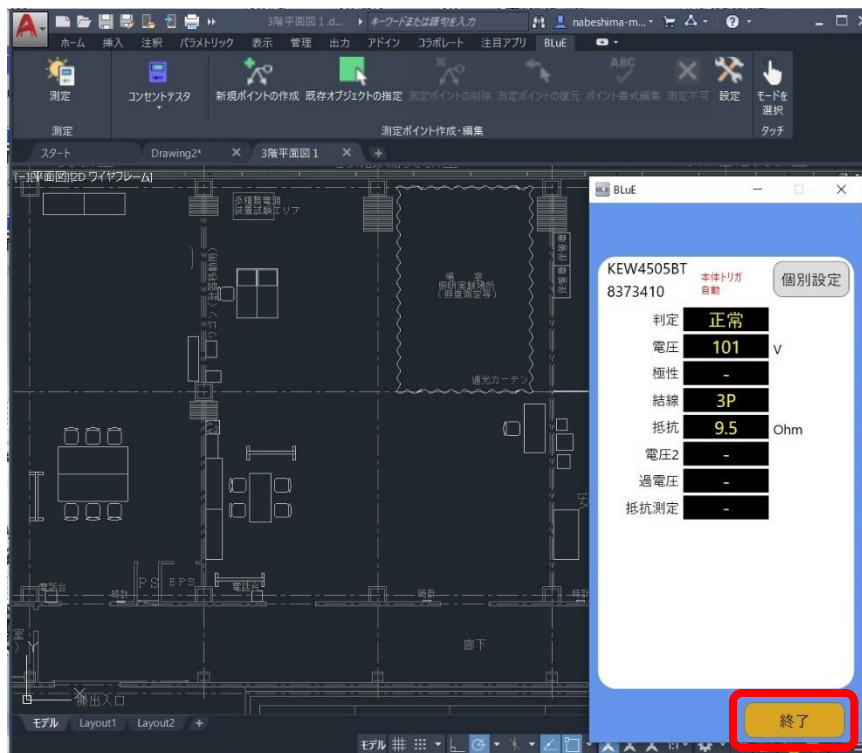 3階平面図１.d...
キーワードまたは語句を入力
nabeshima-m...
ホーム 挿入 注釈 パラメトリック 表示 管理 出力 アドイン コラボレート 注目アプリ BLuE
測定
コンセントテスタ
新規ポイントの作成
既存オブジェクトの指定
測定ポイントの削除
測定ポイントの復元
ABC
ポイント書式編集
測定不可
設定
モードを
選択
測定
測定ポイント作成・編集
タッチ
スタート
Drawing2*
3階平面図１
[−][平面図][2D ワイヤフレーム]
多種類電源
装置試験エリア
暗 室
照明実験場所
（照度測定等）
遮光カーテン
PS
EPS
電話台
電話台
時計
時計
廊下
搬出入口
Y
X
モデル Layout1 Layout2 +
モデル
BLuE
KEW4505BT
8373410
本体トリガ
自動
個別設定
判定 正常
電圧 101 V
極性 -
結線 3P
抵抗 9.5 Ohm
電圧2 -
過電圧 -
抵抗測定 -
終了